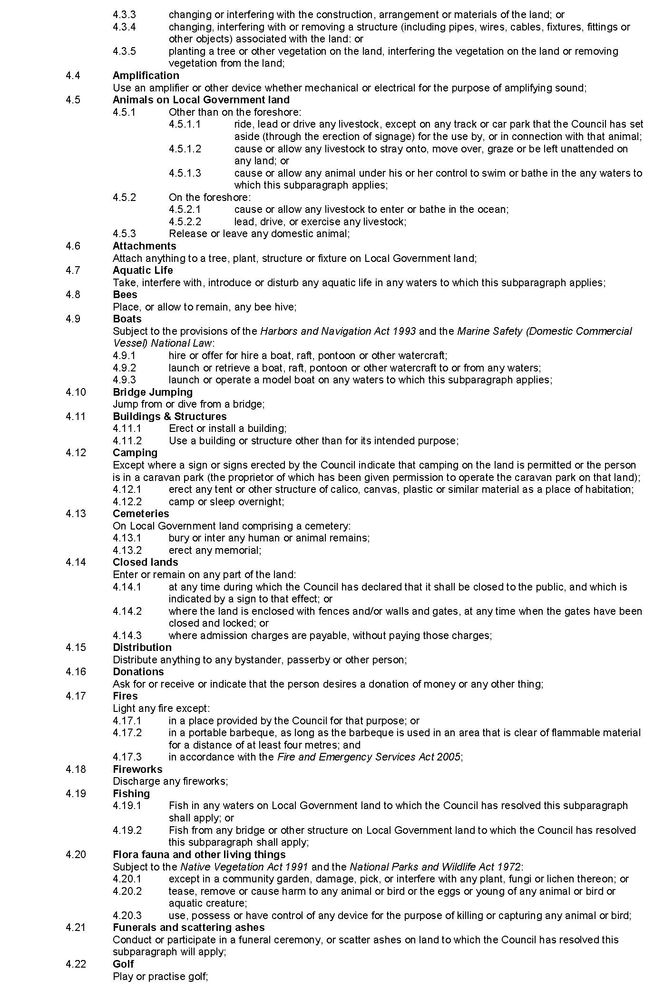 4.3.3 changing or interfering with the construction, arrangement or materials of the land; or
4.3.4 changing, interfering with or removing a structure (including pipes, wires, cables, fixtures, fittings or
other objects) associated with the land: or
4.3.5 planting a tree or other vegetation on the land, interfering the vegetation on the land or removing
vegetation from the land;
4.4 Amplification
Use an amplifier or other device whether mechanical or electrical for the purpose of amplifying sound;
4.5 Animals on Local Government land
4.5.1 Other than on the foreshore:
4.5.1.1 ride, lead or drive any livestock, except on any track or car park that the Council has set
aside (through the erection of signage) for the use by, or in connection with that animal;
4.5.1.2 cause or allow any livestock to stray onto, move over, graze or be left unattended on
any land; or
4.5.1.3 cause or allow any animal under his or her control to swim or bathe in the any waters to
which this subparagraph applies;
4.5.2 On the foreshore:
4.5.2.1 cause or allow any livestock to enter or bathe in the ocean;
4.5.2.2 lead, drive, or exercise any livestock;
4.5.3 Release or leave any domestic animal;
4.6 Attachments
Attach anything to a tree, plant, structure or fixture on Local Government land;
4.7 Aquatic Life
Take, interfere with, introduce or disturb any aquatic life in any waters to which this subparagraph applies;
4.8 Bees
Place, or allow to remain, any bee hive;
4.9 Boats
Subject to the provisions of the Harbors and Navigation Act 1993 and the Marine Safety (Domestic Commercial
Vessel) National Law:
4.9.1 hire or offer for hire a boat, raft, pontoon or other watercraft;
4.9.2 launch or retrieve a boat, raft, pontoon or other watercraft to or from any waters;
4.9.3 launch or operate a model boat on any waters to which this subparagraph applies;
4.10 Bridge Jumping
Jump from or dive from a bridge;
4.11 Buildings & Structures
4.11.1 Erect or install a building;
4.11.2 Use a building or structure other than for its intended purpose;
4.12 Camping
Except where a sign or signs erected by the Council indicate that camping on the land is permitted or the person
is in a caravan park (the proprietor of which has been given permission to operate the caravan park on that land);
4.12.1 erect any tent or other structure of calico, canvas, plastic or similar material as a place of habitation;
4.12.2 camp or sleep overnight;
4.13 Cemeteries
On Local Government land comprising a cemetery:
4.13.1 bury or inter any human or animal remains;
4.13.2 erect any memorial;
4.14 Closed lands
Enter or remain on any part of the land:
4.14.1 at any time during which the Council has declared that it shall be closed to the public, and which is
indicated by a sign to that effect; or
4.14.2 where the land is enclosed with fences and/or walls and gates, at any time when the gates have been
closed and locked; or
4.14.3 where admission charges are payable, without paying those charges;
4.15 Distribution
Distribute anything to any bystander, passerby or other person;
4.16 Donations
Ask for or receive or indicate that the person desires a donation of money or any other thing;
4.17 Fires
Light any fire except:
4.17.1 in a place provided by the Council for that purpose; or
4.17.2 in a portable barbeque, as long as the barbeque is used in an area that is clear of flammable material
for a distance of at least four metres; and
4.17.3 in accordance with the Fire and Emergency Services Act 2005;
4.18 Fireworks
Discharge any fireworks;
4.19 Fishing
4.19.1 Fish in any waters on Local Government land to which the Council has resolved this subparagraph
shall apply; or
4.19.2 Fish from any bridge or other structure on Local Government land to which the Council has resolved
this subparagraph shall apply;
4.20 Flora fauna and other living things
Subject to the Native Vegetation Act 1991 and the National Parks and Wildlife Act 1972:
4.20.1 except in a community garden, damage, pick, or interfere with any plant, fungi or lichen thereon; or
4.20.2 tease, remove or cause harm to any animal or bird or the eggs or young of any animal or bird or
aquatic creature;
4.20.3 use, possess or have control of any device for the purpose of killing or capturing any animal or bird;
4.21 Funerals and scattering ashes
Conduct or participate in a funeral ceremony, or scatter ashes on land to which the Council has resolved this
subparagraph will apply;
4.22 Golf
Play or practise golf;